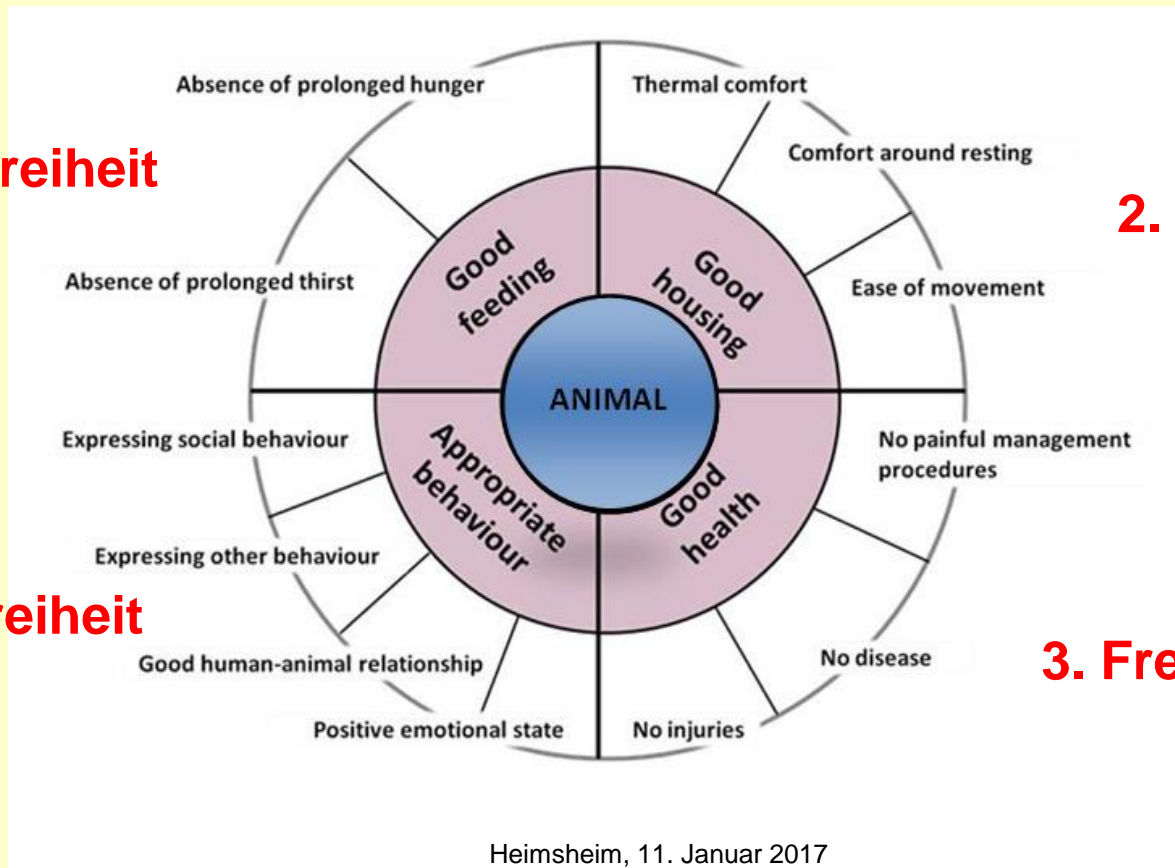 Absence of prolonged hunger
Thermal comfort
Comfort around resting
reiheit
2.
Good
feeding
Good
housing
Absence of prolonged thirst
Ease of movement
ANIMAL
Expressing social behaviour
No painful management
procedures
Appropriate
behaviour
Good
health
Expressing other behaviour
reiheit
Good human-animal relationship
No disease
3. Fre
Positive emotional state
No injuries
Heimsheim, 11. Januar 2017